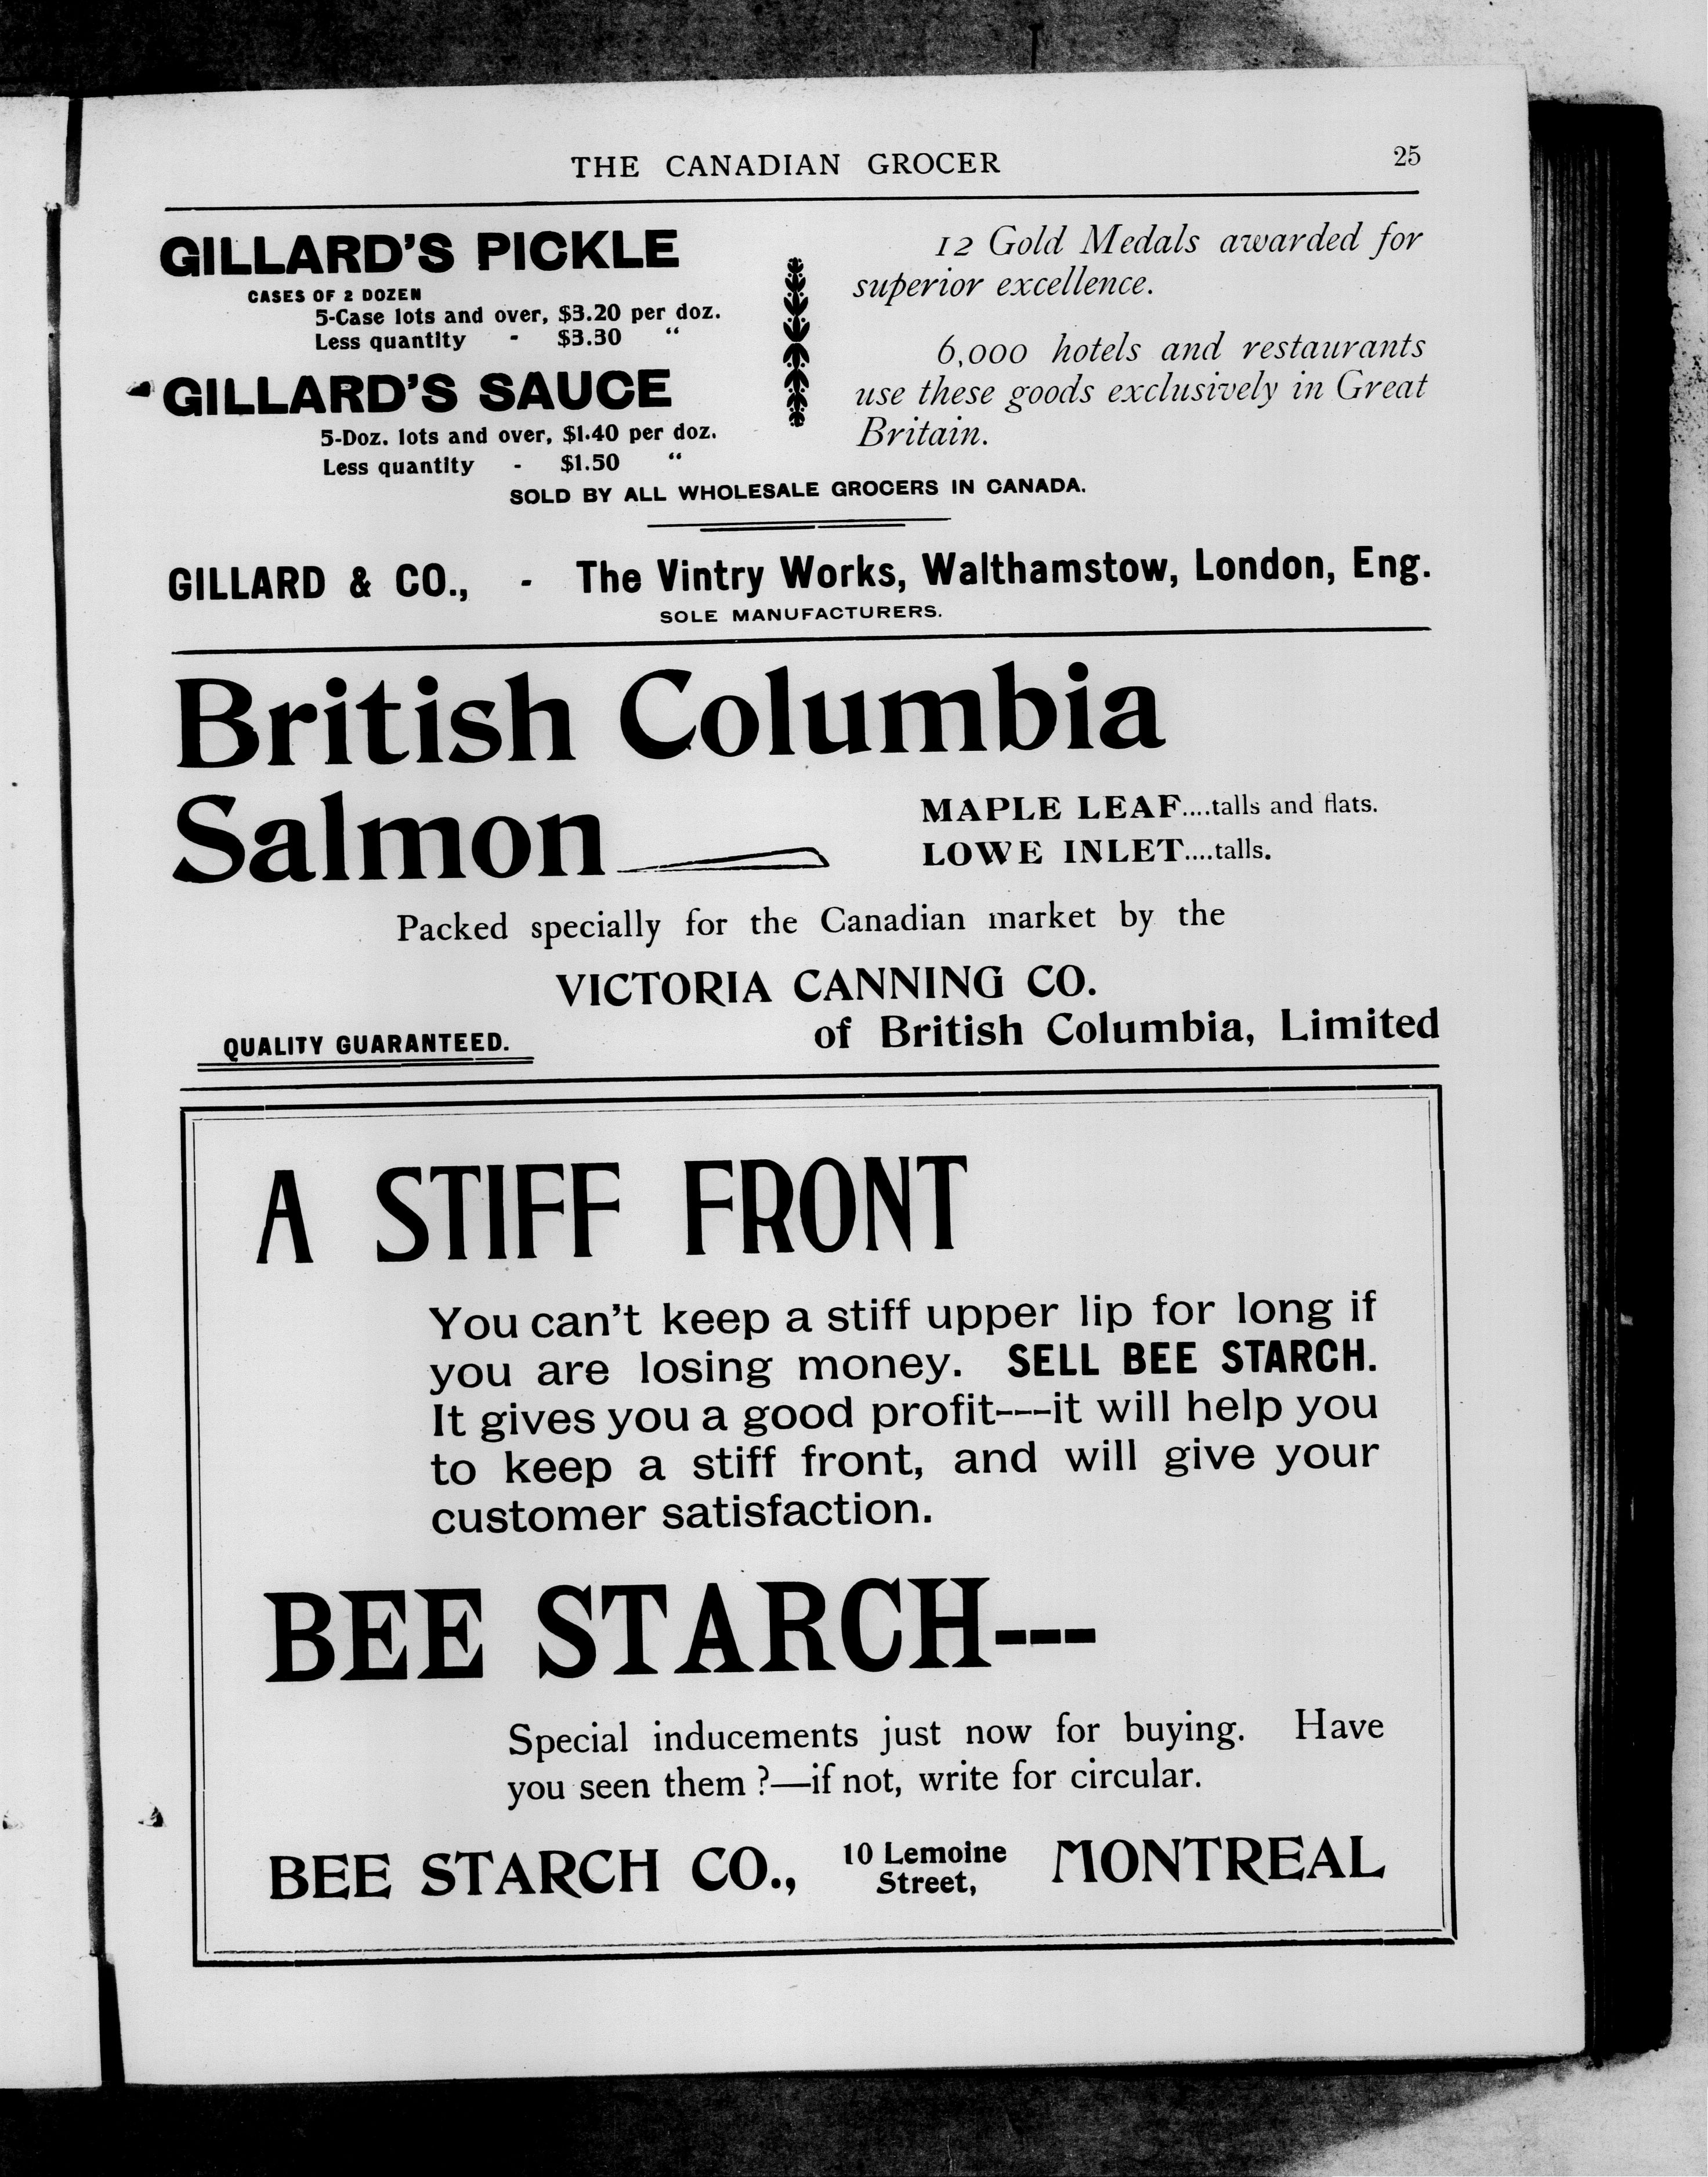 THE CANADIAN GROCER 25
GILLARD'S PICKLE
CASES OF 2 DOZEN
5-Case lots and over, $3.20 per doz.
Less quantity - $3.30 "
GILLARD'S SAUCE
5-Doz. lots and over, $1.40 per doz.
Less quantity - $1.50 "
12 Gold Medals awarded for
superior excellence.
6,000 hotels and restaurants
use these goods exclusively in Great
Britain.
SOLD BY ALL WHOLESALE GROCERS IN CANADA.
GILLARD & CO., - The Vintry Works, Walthamstow, London, Eng.
SOLE MANUFACTURERS.
British Columbia
Salmon
MAPLE LEAF....talls and flats.
LOWE INLET....talls.
Packed specially for the Canadian market by the
VICTORIA CANNING CO.
of British Columbia, Limited
QUALITY GUARANTEED.
A STIFF FRONT
You can't keep a stiff upper lip for long if
you are losing money. SELL BEE STARCH.
It gives you a good profit---it will help you
to keep a stiff front, and will give your
customer satisfaction.
BEE STARCH---
Special inducements just now for buying. Have
you seen them ?—if not, write for circular.
BEE STARCH CO., 10 Lemoine Street, MONTREAL